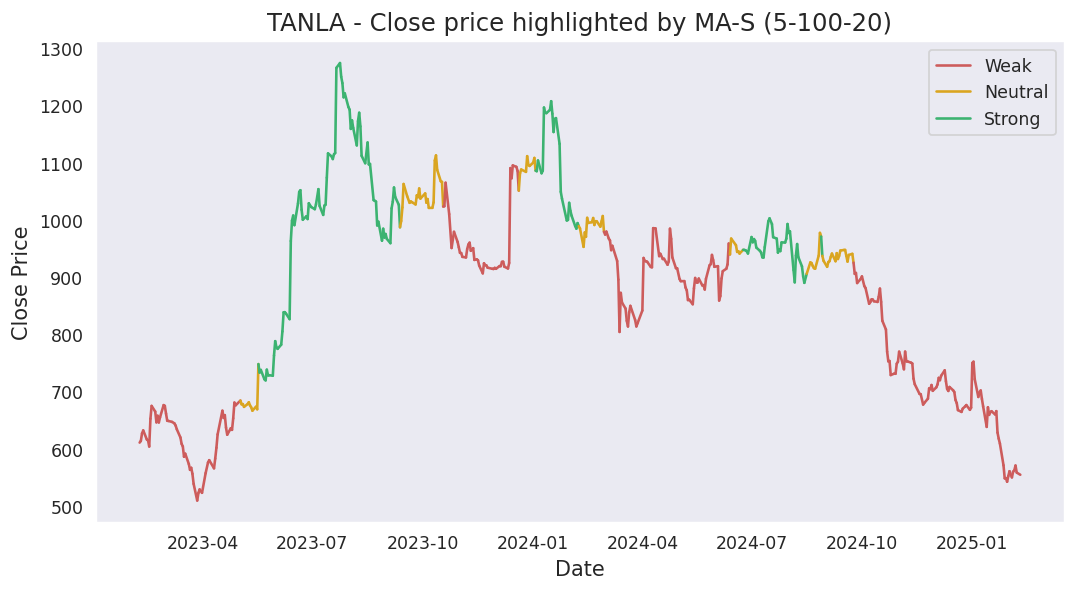 TANLA - Close price highlighted by MA-S (5-100-20)
Weak
Neutral
Strong
Close Price
1300
1200
1100
1000
900
800
700
600
500
2023-04 2023-07 2023-10 2024-01 2024-04 2024-07 2024-10 2025-01
Date